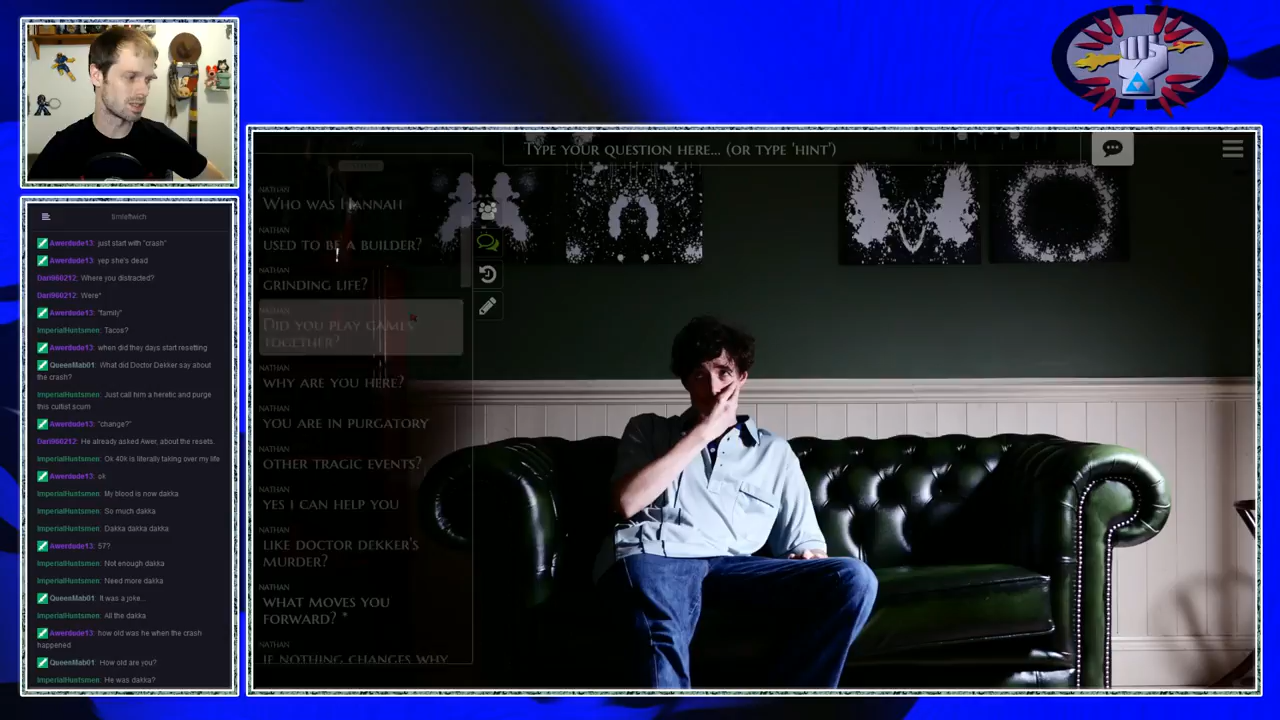 TYPE YOUR QUESTION HERE... (OR TYPE 'HINT')
NATHAN
WHO WAS HANNAH
NATHAN
USED TO BE A BUILDER?
NATHAN
GRINDING LIFE?
NATHAN
DID YOU PLAY GAMES
TOGETHER?
NATHAN
WHY ARE YOU HERE?
NATHAN
YOU ARE IN PURGATORY
NATHAN
OTHER TRAGIC EVENTS?
NATHAN
YES I CAN HELP YOU
NATHAN
LIKE DOCTOR DEKKER'S
MURDER?
NATHAN
WHAT MOVES YOU
FORWARD? *
NATHAN
IF NOTHING CHANGES WHY
Awerdude13: just start with "crash"
Awerdude13: yep she's dead
Dari960212: Where you distracted?
Dari960212: Were*
Awerdude13: "family"
ImperialHuntsmen: Tacos?
Awerdude13: when did they days start resetting
QueenMab01: What did Doctor Dekker say about
the crash?
ImperialHuntsmen: Just call him a heretic and purge
this cultist scum
Awerdude13: "change?"
Dari960212: He already asked Awer, about the resets.
ImperialHuntsmen: Ok 40k is literally taking over my life
Awerdude13: ok
ImperialHuntsmen: My blood is now dakka
ImperialHuntsmen: So much dakka
ImperialHuntsmen: Dakka dakka dakka
Awerdude13: 57?
ImperialHuntsmen: Not enough dakka
ImperialHuntsmen: Need more dakka
QueenMab01: It was a joke...
ImperialHuntsmen: All the dakka
Awerdude13: how old was he when the crash
happened
QueenMab01: How old are you?
ImperialHuntsmen: He was dakka?